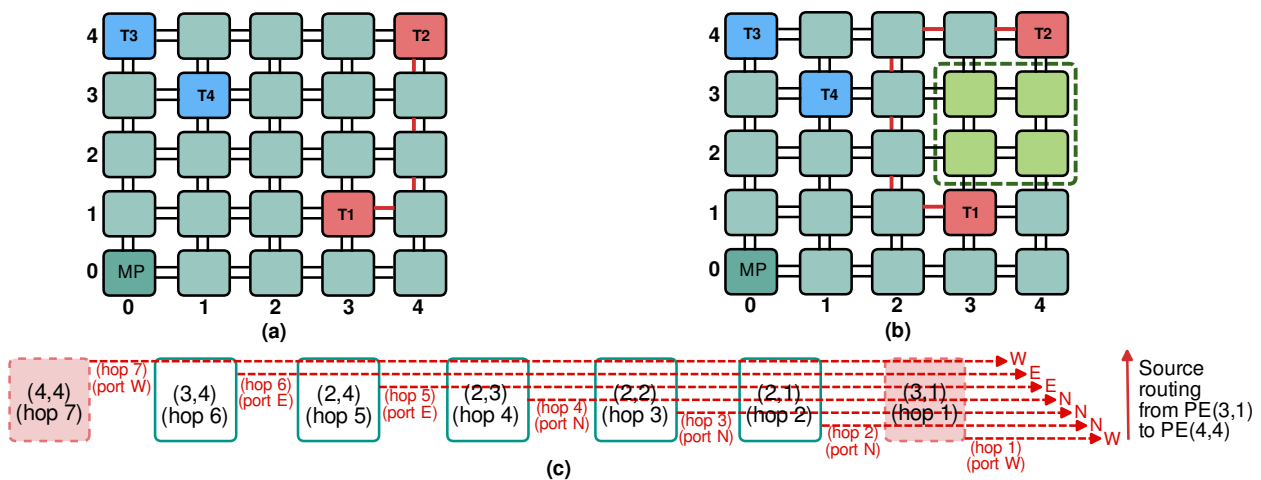 4
T3
T2
3
T4
2
1
T1
0
MP
0 1 2 3 4
(a)
4
T3
T2
3
T4
2
1
T1
0
MP
0 1 2 3 4
(b)
(4,4)
(hop 7)
(hop 7)
(port W)
(3,4)
(hop 6)
(hop 6)
(port E)
(2,4)
(hop 5)
(hop 5)
(port E)
(2,3)
(hop 4)
(hop 4)
(port N)
(2,2)
(hop 3)
(hop 3)
(port N)
(2,1)
(hop 2)
(hop 2)
(port N)
(3,1)
(hop 1)
(hop 1)
(port W)
W
E
E
N
N
N
W
Source
routing
from PE(3,1)
to PE(4,4)
(c)